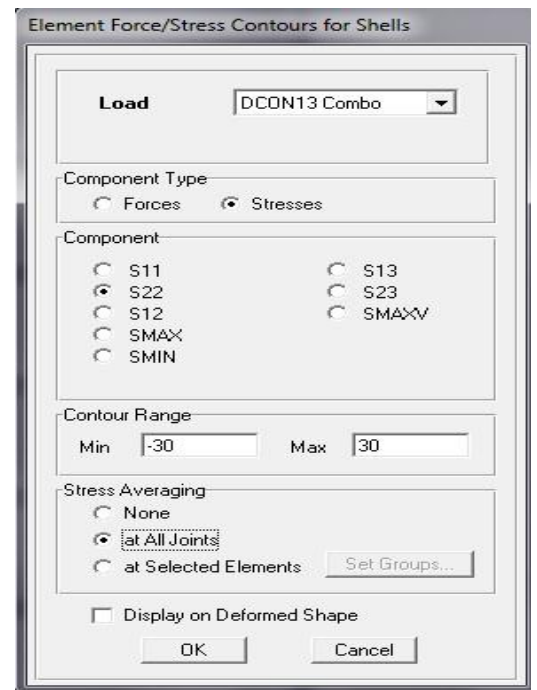 Element Force/Stress Contours for Shells
Load DCON13 Combo
Component Type
Forces Stresses
Component
S11 S13
S22 S23
S12 SMAXV
SMAX
SMIN
Contour Range
Min -30 Max 30
Stress Averaging
None
at All Joints
at Selected Elements Set Groups...
Display on Deformed Shape
OK Cancel